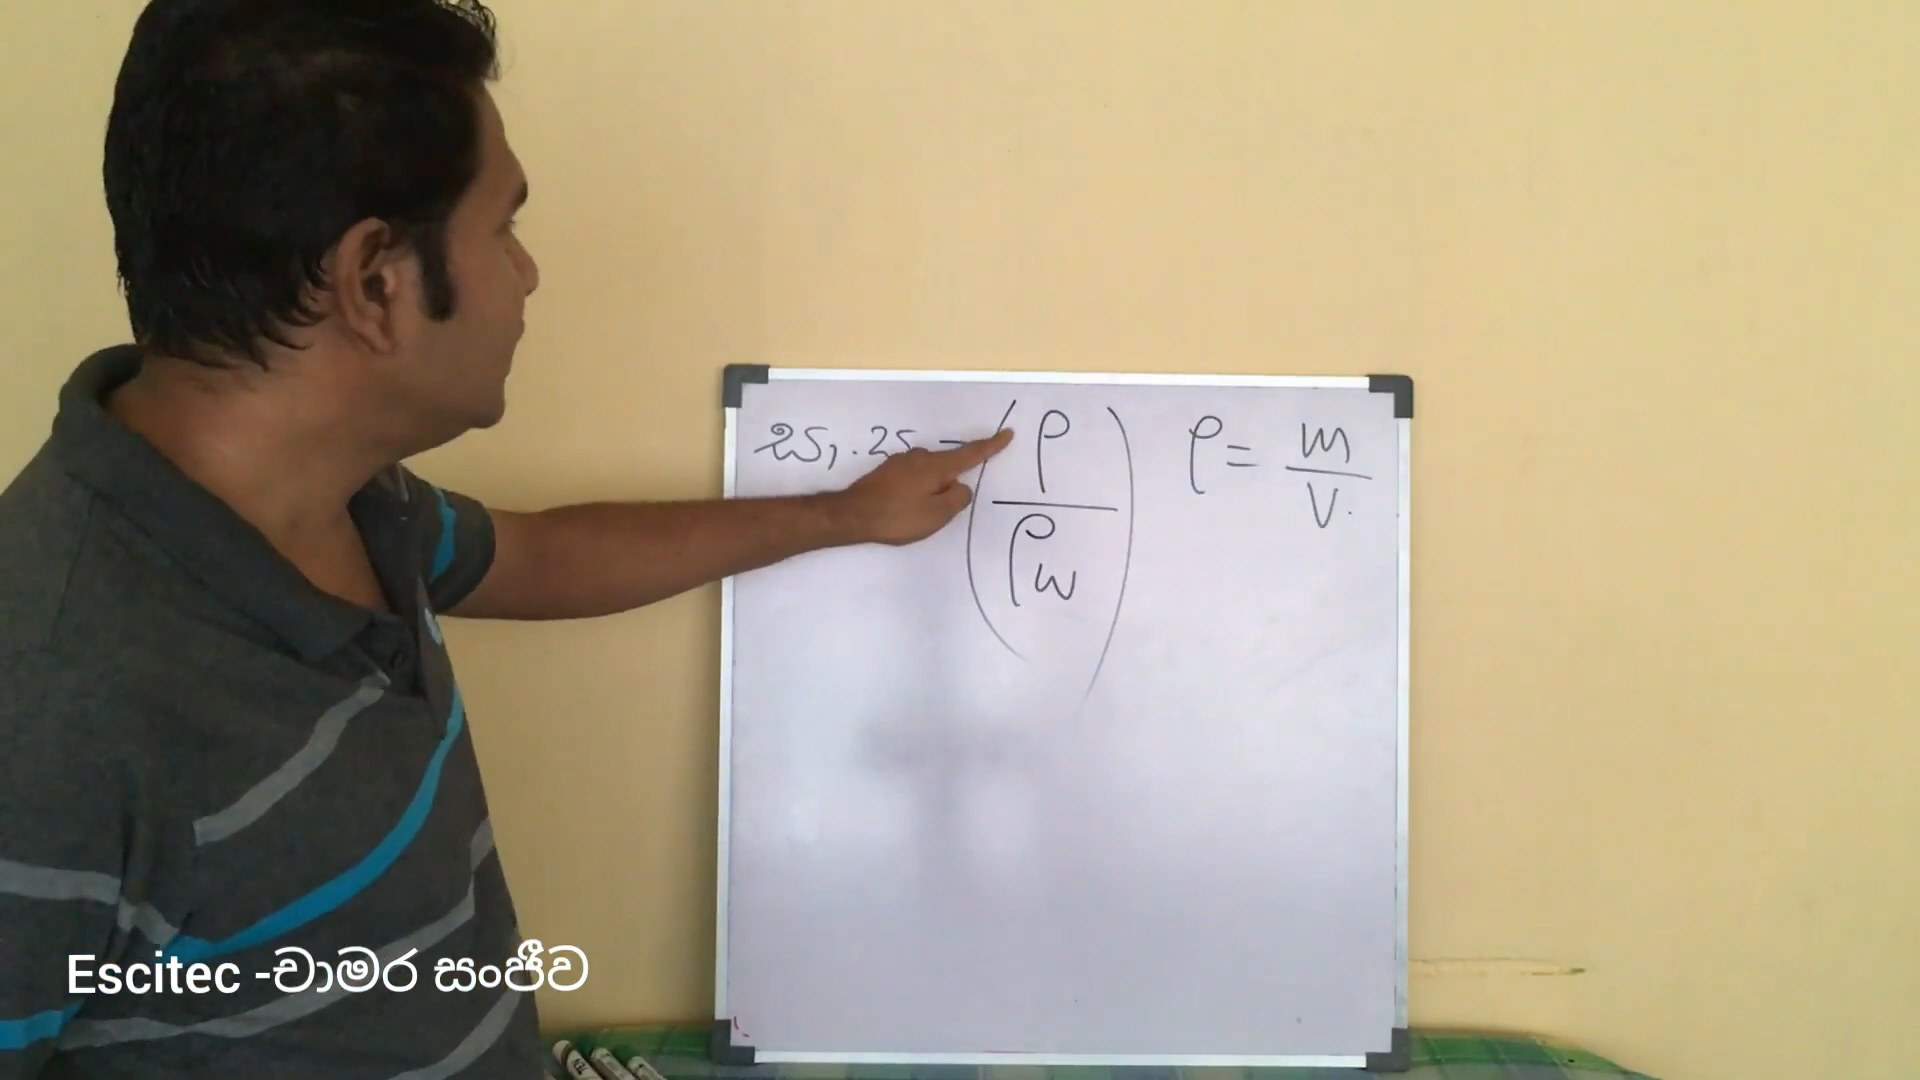 සා. ඝ = ( ρ / ρw ) ρ = m / V.
Escitec -චාමර සංජීව